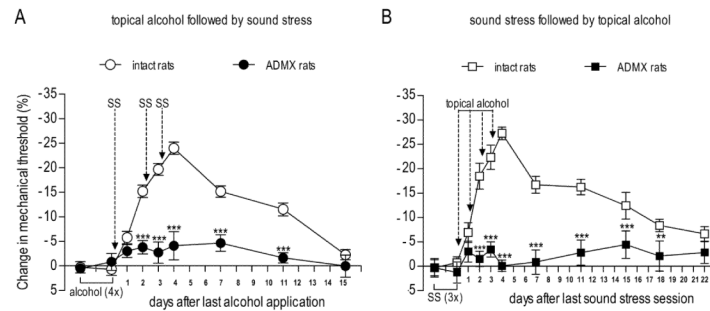 A
topical alcohol followed by sound stress
intact rats
ADMX rats
Change in mechanical threshold (%)
-35
-30
-25
-20
-15
-10
-5
0
5
SS
SS
SS
***
***
***
***
***
1 2 3 4 5 6 7 8 9 10 11 12 13 14 15
alcohol (4x)
days after last alcohol application
B
sound stress followed by topical alcohol
intact rats
ADMX rats
-35
-30
-25
-20
-15
-10
-5
0
5
topical alcohol
***
***
***
***
***
***
**
1 2 3 4 5 6 7 8 9 10 11 12 13 14 15 16 17 18 19 20 21 22
SS (3x)
days after last sound stress session